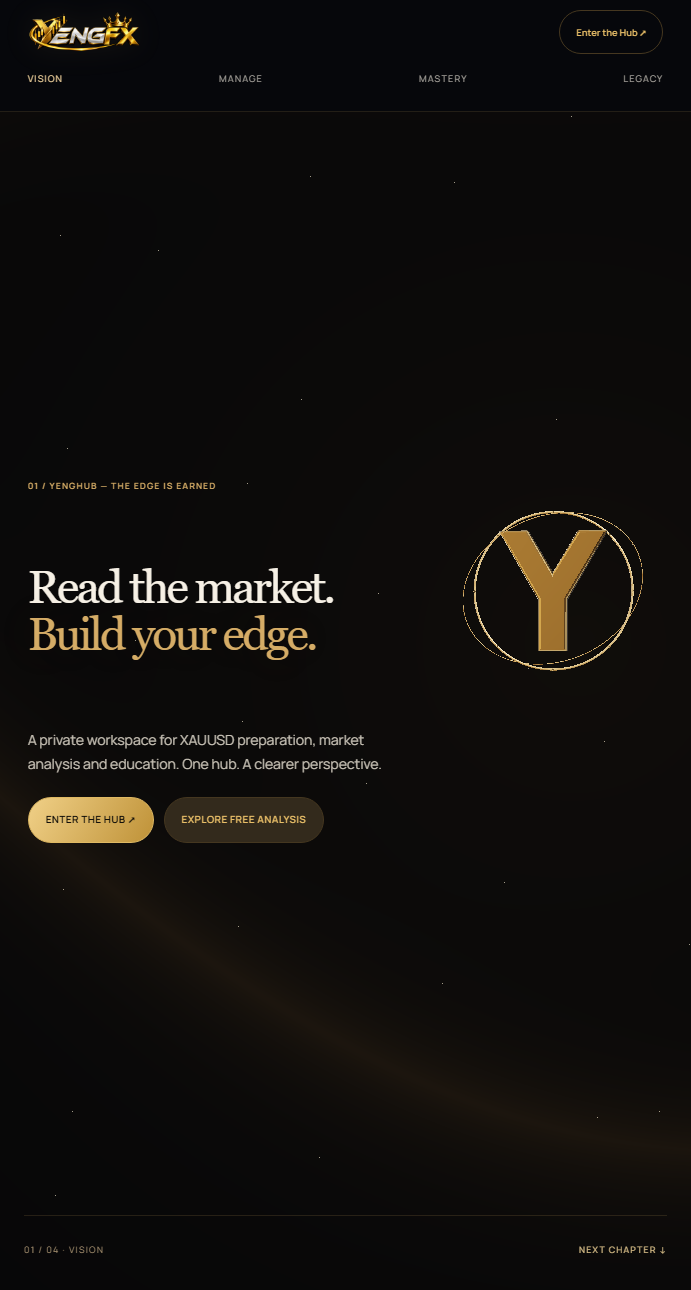 YENGFX
Enter the Hub ↗
VISION
MANAGE
MASTERY
LEGACY
01 / YENGHUB — THE EDGE IS EARNED
Read the market.
Build your edge.
Y
A private workspace for XAUUSD preparation, market
analysis and education. One hub. A clearer perspective.
ENTER THE HUB ↗
EXPLORE FREE ANALYSIS
01 / 04 · VISION
NEXT CHAPTER ↓